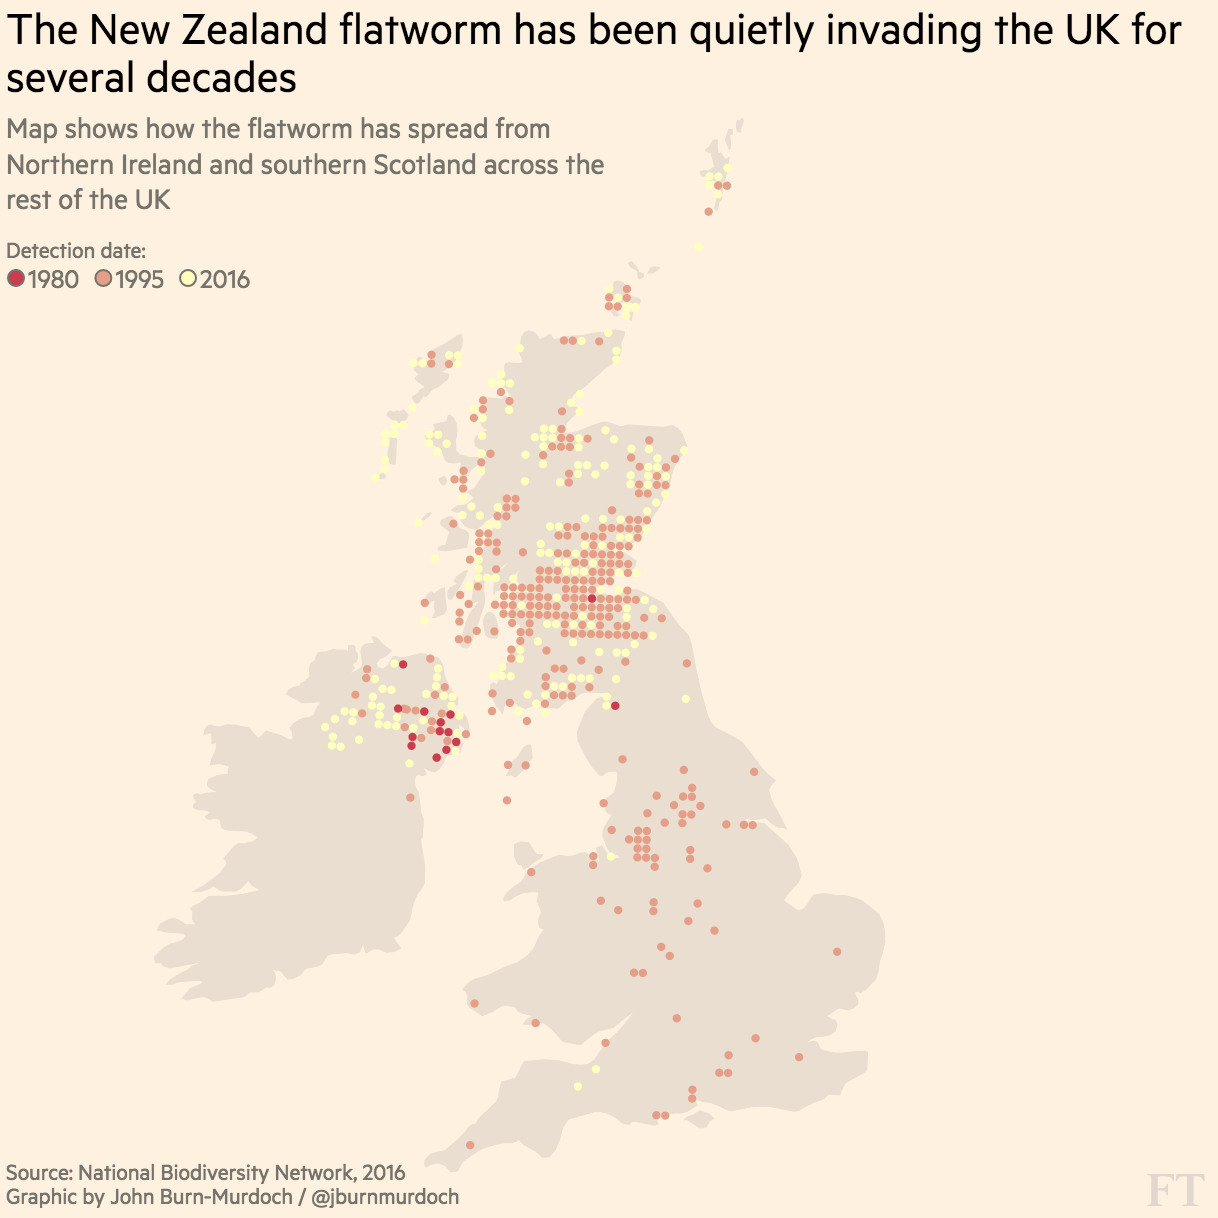 The New Zealand flatworm has been quietly invading the UK for
several decades
Map shows how the flatworm has spread from
Northern Ireland and southern Scotland across the
rest of the UK
Detection date:
1980 1995 2016
Source: National Biodiversity Network, 2016
Graphic by John Burn-Murdoch / @jburnmurdoch
FT